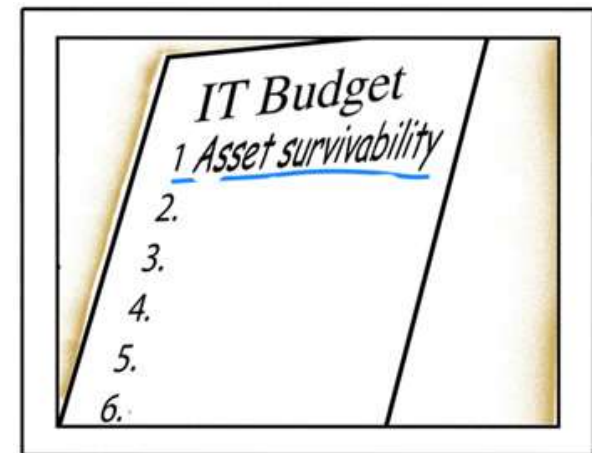 IT Budget
1 Asset survivability
2.
3.
4.
5.
6.